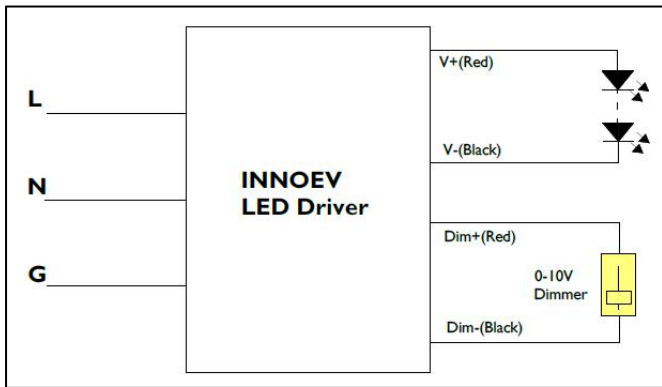 L
N
G
INNOEV
LED Driver
V+(Red)
V-(Black)
Dim+(Red)
0-10V
Dimmer
Dim-(Black)